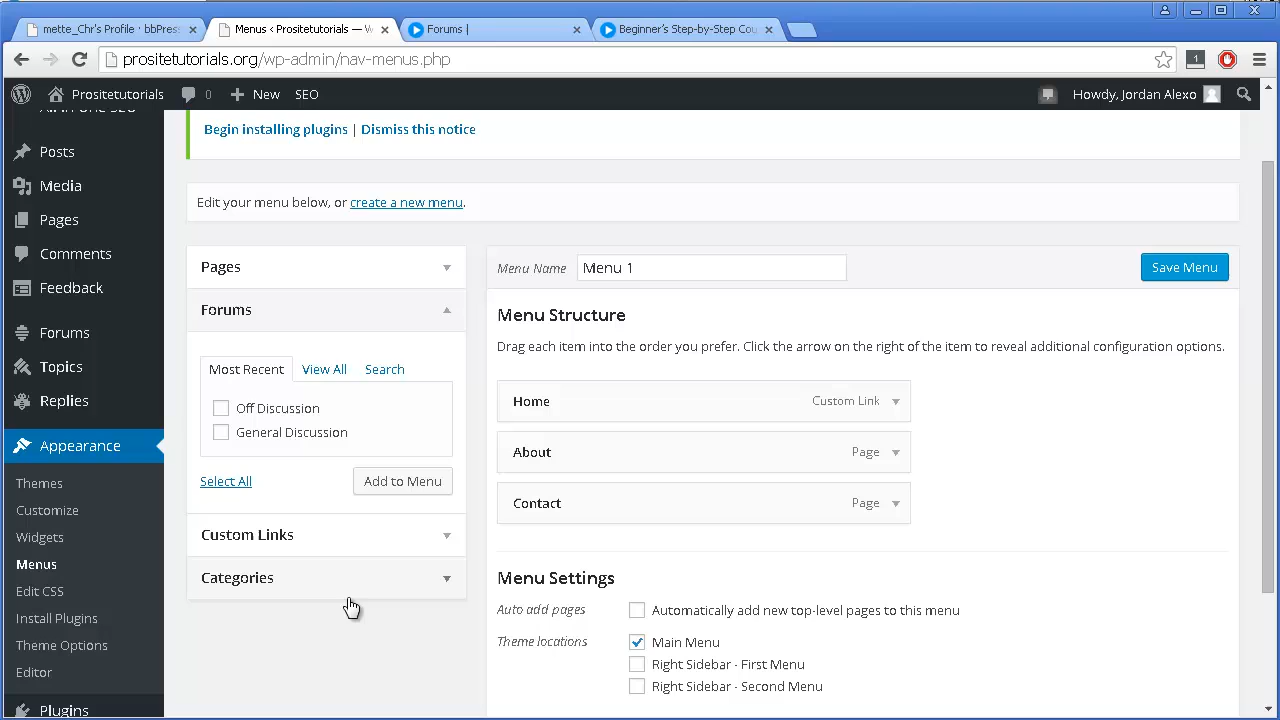 mette_Chr's Profile · bbPres
Menus ‹ Prositetutorials — W
Forums |
Beginner's Step-by-Step Cou
prositetutorials.org/wp-admin/nav-menus.php
1
Prositetutorials
0
New
SEO
Howdy, Jordan Alexo
Posts
Media
Pages
Comments
Feedback
Forums
Topics
Replies
Appearance
Themes
Customize
Widgets
Menus
Edit CSS
Install Plugins
Theme Options
Editor
Plugins
Begin installing plugins | Dismiss this notice
Edit your menu below, or create a new menu.
Pages
Forums
Most Recent
View All
Search
Off Discussion
General Discussion
Select All
Add to Menu
Custom Links
Categories
Menu Name
Menu 1
Save Menu
Menu Structure
Drag each item into the order you prefer. Click the arrow on the right of the item to reveal additional configuration options.
Home
Custom Link
About
Page
Contact
Page
Menu Settings
Auto add pages
Automatically add new top-level pages to this menu
Theme locations
Main Menu
Right Sidebar - First Menu
Right Sidebar - Second Menu